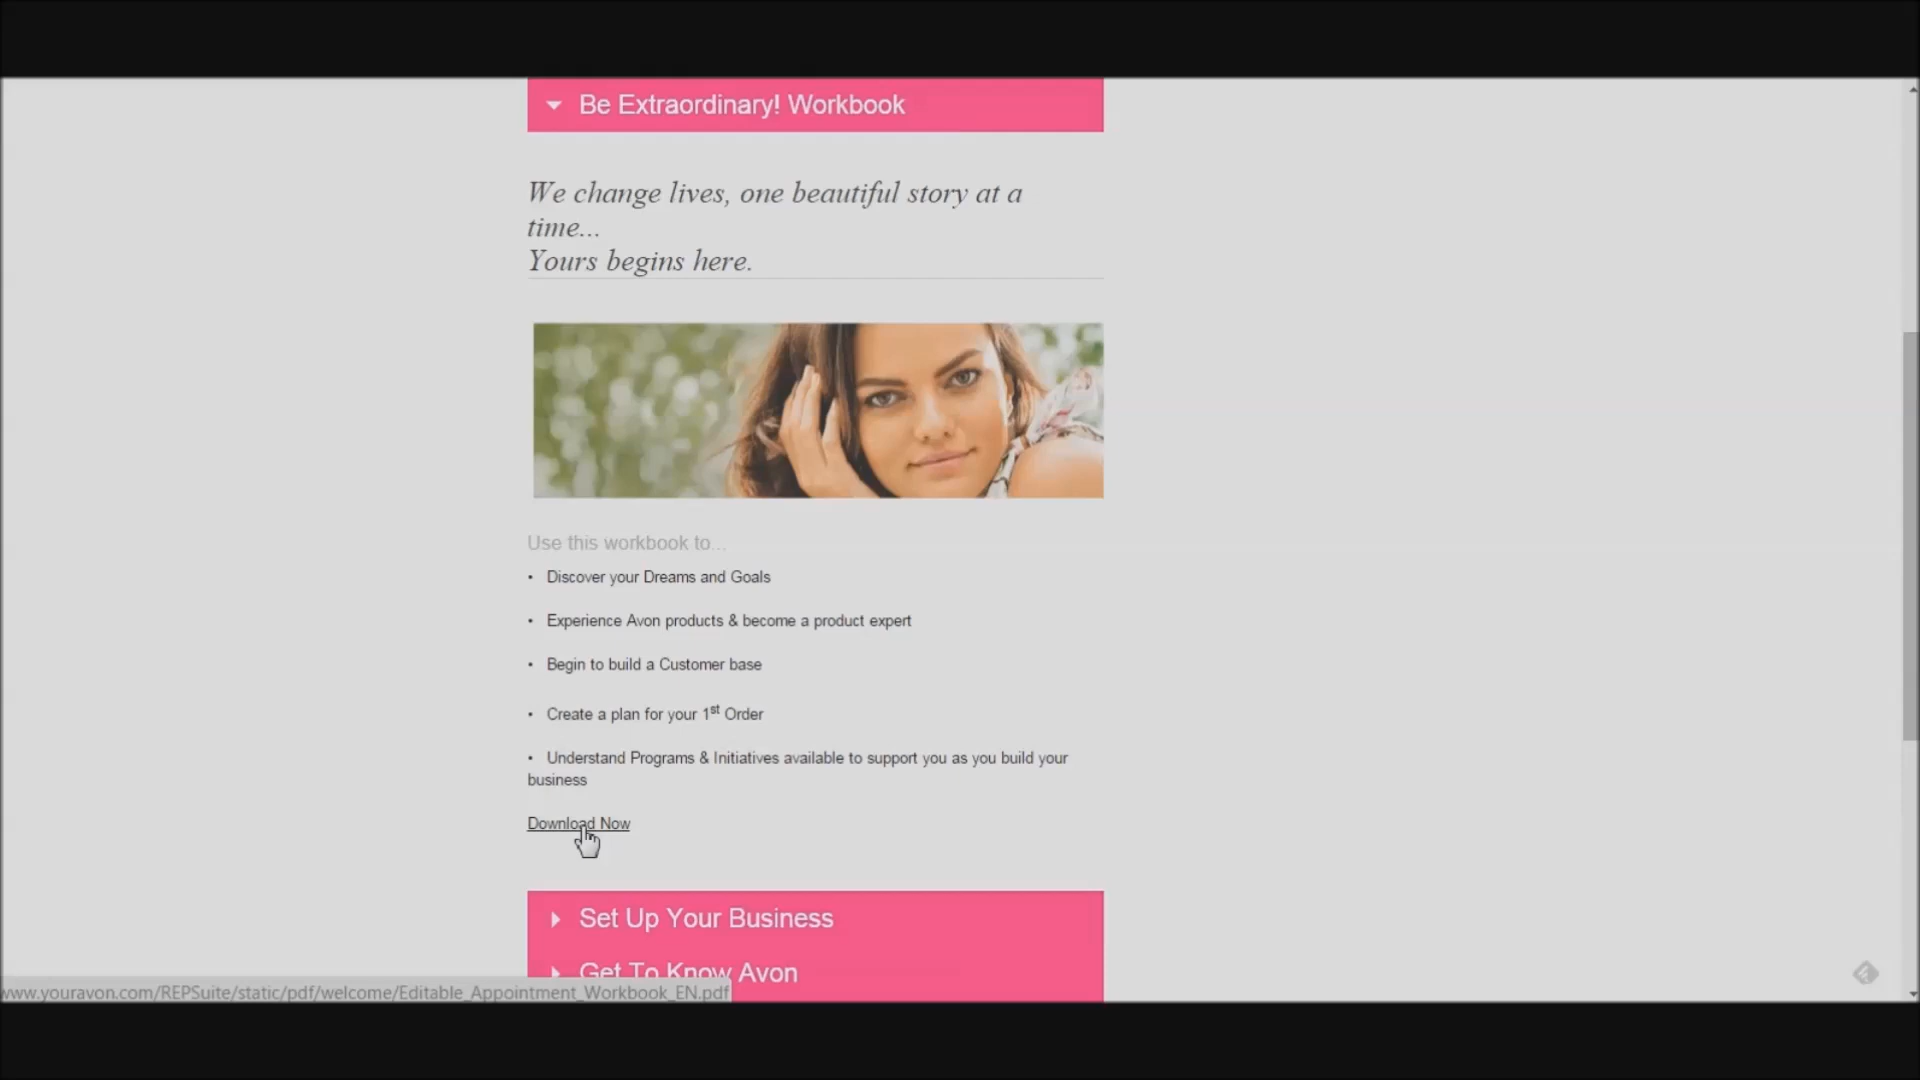 Be Extraordinary! Workbook
We change lives, one beautiful story at a
time...
Yours begins here.
Use this workbook to...
• Discover your Dreams and Goals
• Experience Avon products & become a product expert
• Begin to build a Customer base
• Create a plan for your 1st Order
• Understand Programs & Initiatives available to support you as you build your
business
Download Now
Set Up Your Business
Get To Know Avon
www.youravon.com/REPSuite/static/pdf/welcome/Editable_Appointment_Workbook_EN.pdf